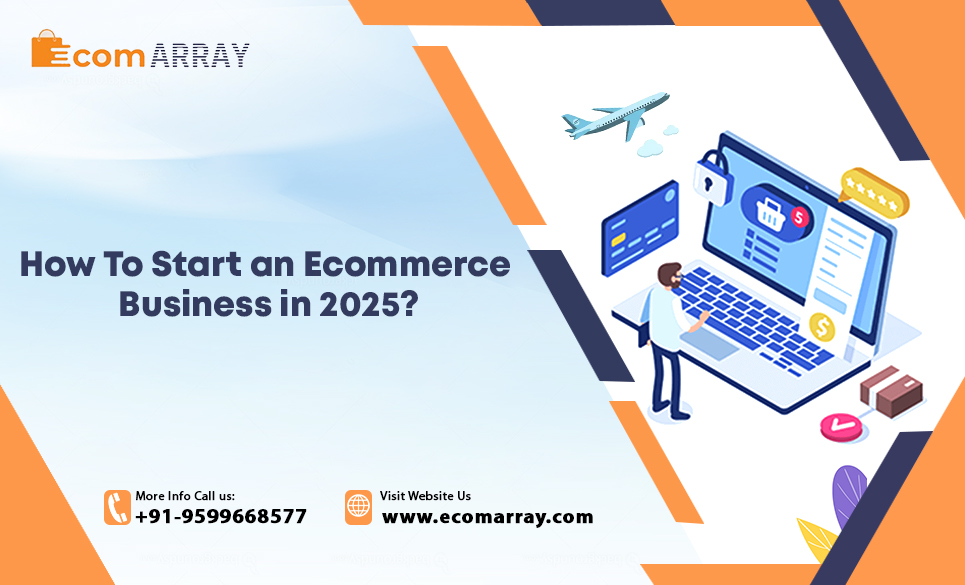 Ecom ARRAY
How To Start an Ecommerce
Business in 2025?
5
$
More Info Call us:
+91-9599668577
Visit Website Us
www.ecomarray.com